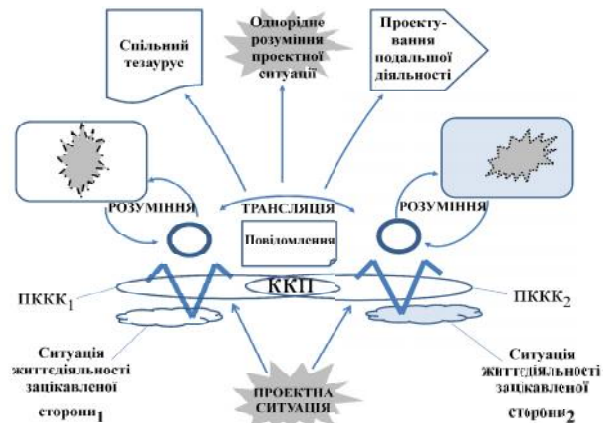 Спільний
тезаурус
Однорідне
розуміння
проектної
ситуації
Проекту-
вання
подальшої
діяльності
РОЗУМІННЯ
ТРАНСЛЯЦІЯ
РОЗУМІННЯ
Повідомлення
ПККК1
ККП
ПККК2
Ситуація
життєдіяльності
зацікавленої
сторони1
ПРОЕКТНА
СИТУАЦІЯ
Ситуація
життєдіяльності
зацікавленої
сторони2